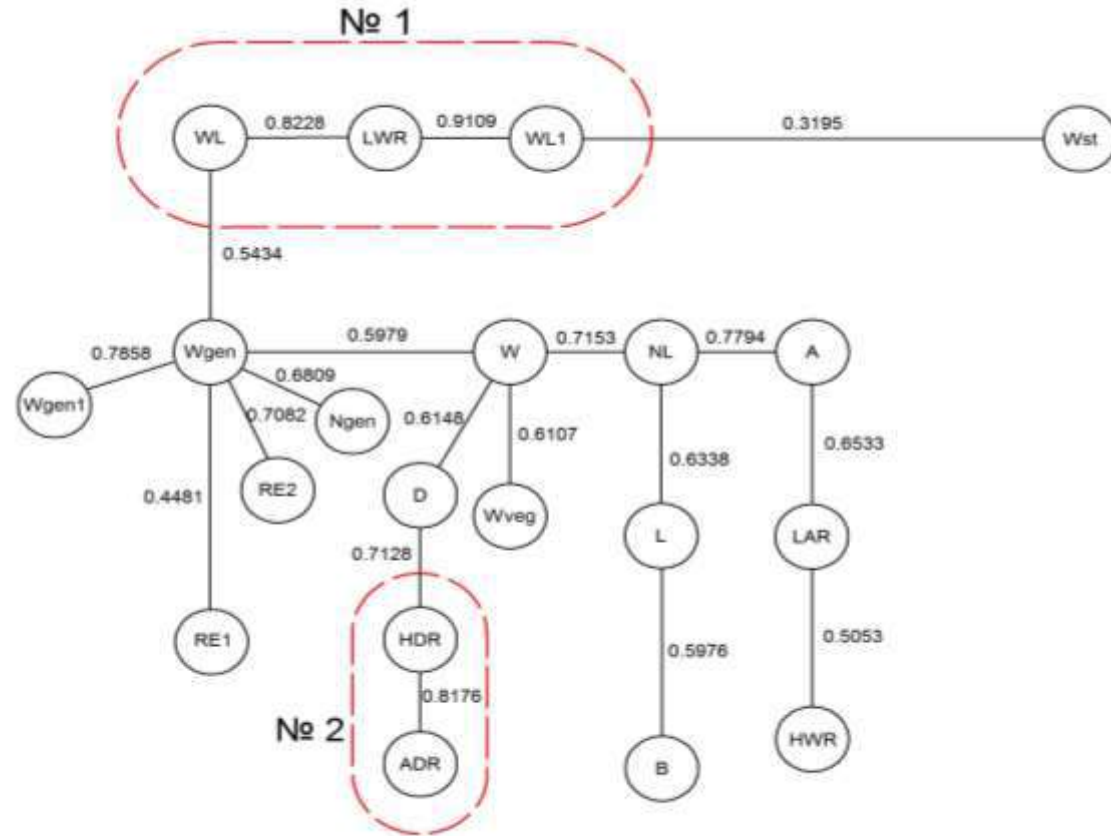 № 1
0.8228 0.9109 0.3195
WL LWR WL1 Wst
0.5434
0.5979 0.7153 0.7794
Wgen W NL A
0.7858
0.6809
Wgen1 0.7082 Ngen 0.6148 0.6107
0.6338 0.6533
RE2 D Wveg
0.4481
L LAR
0.7128
RE1 HDR 0.5976 0.5053
0.8176
№ 2
ADR B HWR